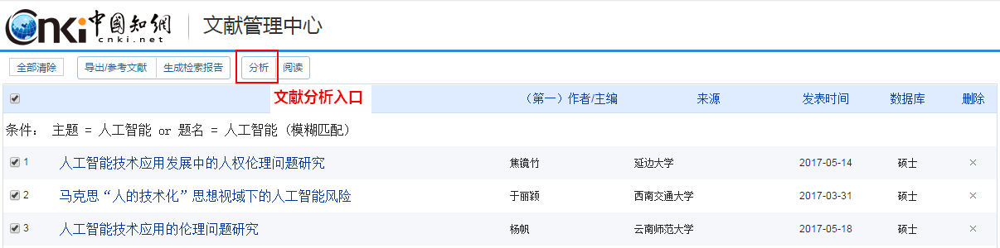 cnki 中國知網 文献管理中心
cnki.net
全部清除 导出/参考文献 生成检索报告 分析 阅读
文献分析入口 （第一）作者/主编 来源 发表时间 数据库 删除
条件： 主题 = 人工智能 or 题名 = 人工智能（模糊匹配）
1 人工智能技术应用发展中的人权伦理问题研究 焦镜竹 延边大学 2017-05-14 硕士 ×
2 马克思“人的技术化”思想视域下的人工智能风险 于丽颖 西南交通大学 2017-03-31 硕士 ×
3 人工智能技术应用的伦理问题研究 杨帆 云南师范大学 2017-05-18 硕士 ×